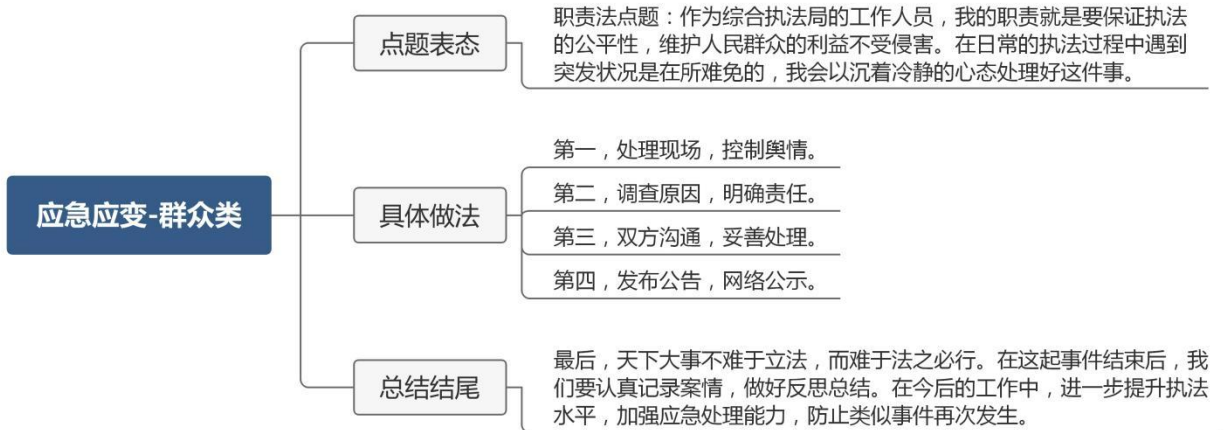 应急应变-群众类
点题表态
职责法点题：作为综合执法局的工作人员，我的职责就是要保证执法
的公平性，维护人民群众的利益不受侵害。在日常的执法过程中遇到
突发状况是在所难免的，我会以沉着冷静的心态处理好这件事。
具体做法
第一，处理现场，控制舆情。
第二，调查原因，明确责任。
第三，双方沟通，妥善处理。
第四，发布公告，网络公示。
总结结尾
最后，天下大事不难于立法，而难于法之必行。在这起事件结束后，我
们要认真记录案情，做好反思总结。在今后的工作中，进一步提升执法
水平，加强应急处理能力，防止类似事件再次发生。